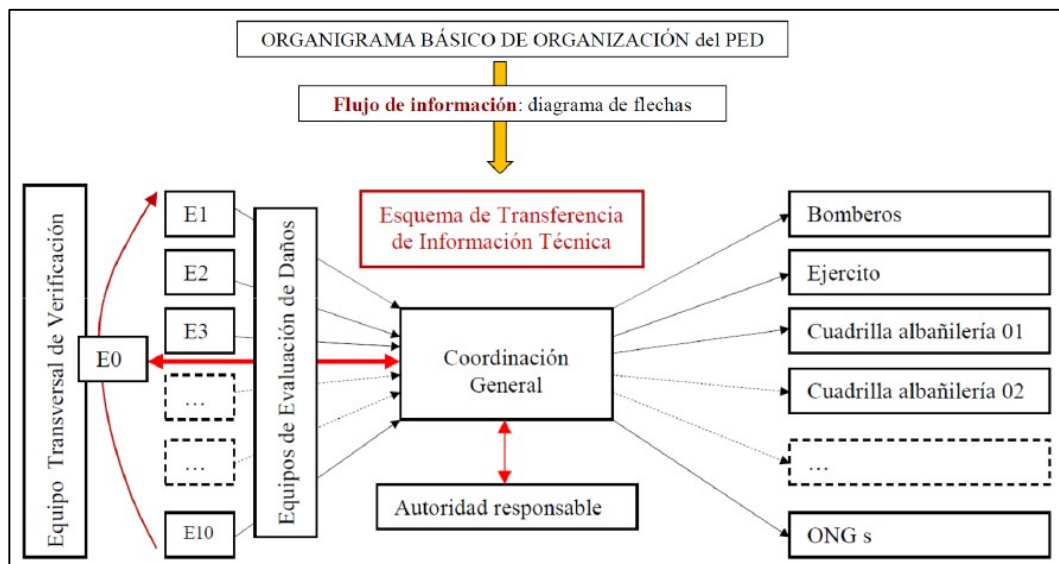 ORGANIGRAMA BÁSICO DE ORGANIZACIÓN del PED
Flujo de información: diagrama de flechas
Esquema de Transferencia
de Información Técnica
Equipo Transversal de Verificación
E0
E1
E2
E3
...
...
E10
Equipos de Evaluación de Daños
Coordinación
General
Autoridad responsable
Bomberos
Ejercito
Cuadrilla albañilería 01
Cuadrilla albañilería 02
...
ONG s